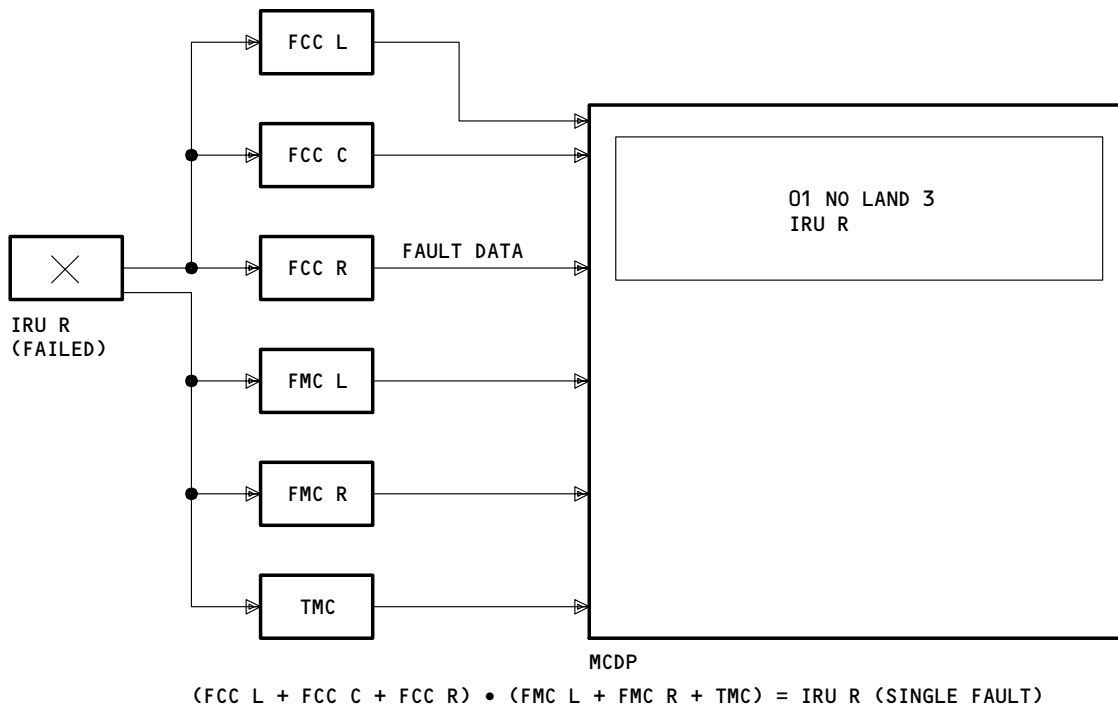 FCC L
FCC C
FCC R
FAULT DATA
01 NO LAND 3
IRU R
IRU R
(FAILED)
FMC L
FMC R
TMC
MCDP
(FCC L + FCC C + FCC R) • (FMC L + FMC R + TMC) = IRU R (SINGLE FAULT)